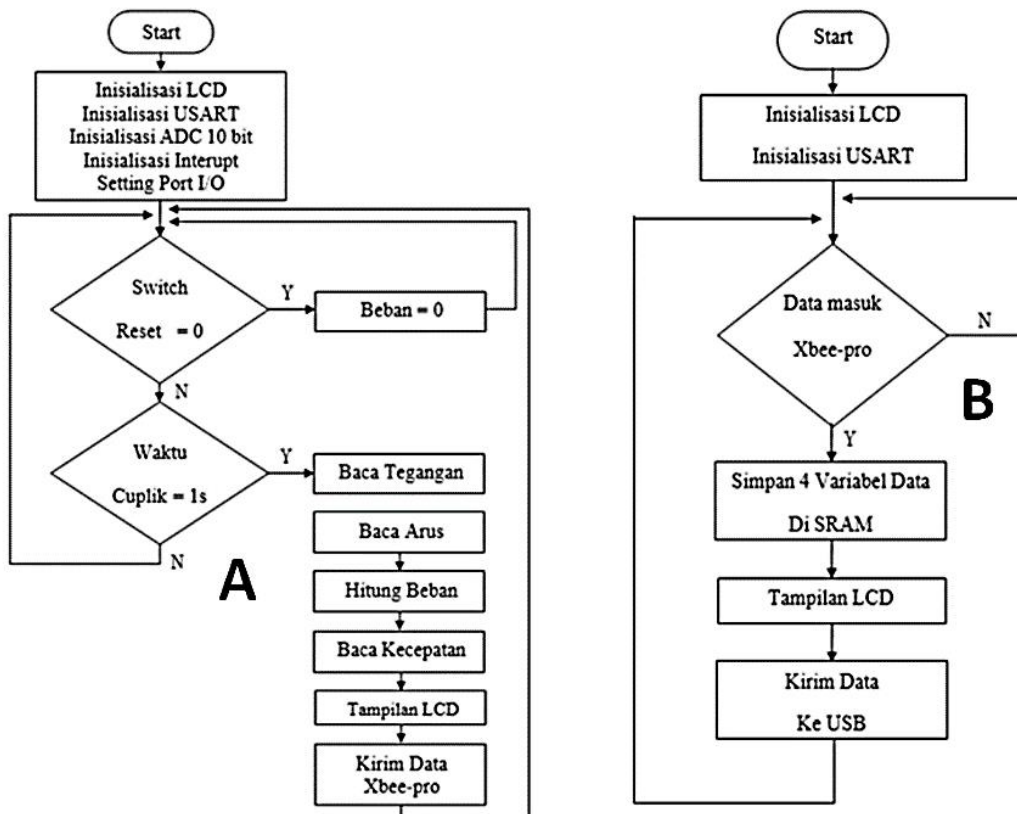 Start
Inisialisasi LCD
Inisialisasi USART
Inisialisasi ADC 10 bit
Inisialisasi Interupt
Setting Port I/O
Switch
Reset = 0
Y
Beban = 0
N
Waktu
Cuplik = 1s
Y
Baca Tegangan
N
Baca Arus
Hitung Beban
Baca Kecepatan
Tampilan LCD
Kirim Data
Xbee-pro
A
Start
Inisialisasi LCD
Inisialisasi USART
Data masuk
Xbee-pro
N
Y
Simpan 4 Variabel Data
Di SRAM
Tampilan LCD
Kirim Data
Ke USB
B